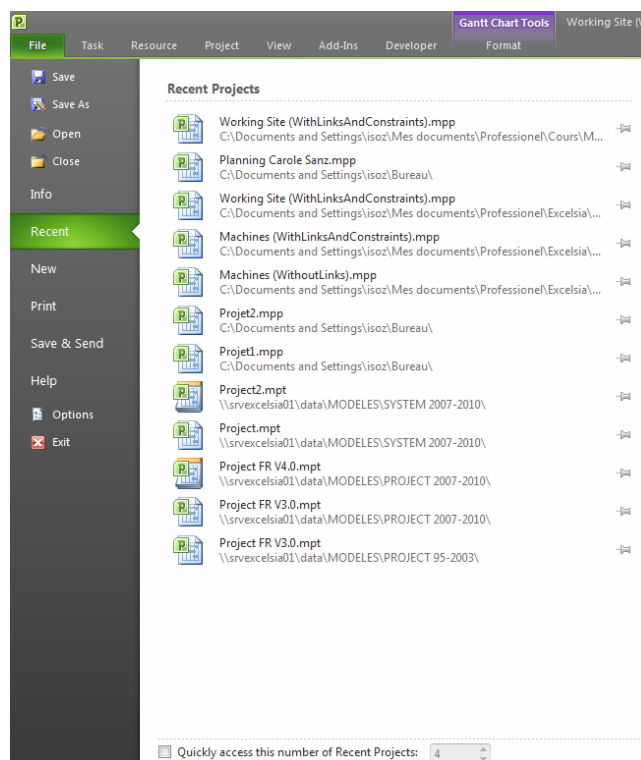 Gantt Chart Tools Working Site (
File Task Resource Project View Add-Ins Developer Format
Save
Save As
Open
Close
Info
Recent
New
Print
Save & Send
Help
Options
Exit
Recent Projects
Working Site (WithLinksAndConstraints).mpp
C:\Documents and Settings\isoz\Mes documents\Professionel\Cours\M...
Planning Carole Sanz.mpp
C:\Documents and Settings\isoz\Bureau\
Working Site (WithLinksAndConstraints).mpp
C:\Documents and Settings\isoz\Mes documents\Professionel\Excelsia\...
Machines (WithLinksAndConstraints).mpp
C:\Documents and Settings\isoz\Mes documents\Professionel\Excelsia\...
Machines (WithoutLinks).mpp
C:\Documents and Settings\isoz\Mes documents\Professionel\Excelsia\...
Projet2.mpp
C:\Documents and Settings\isoz\Bureau\
Projet1.mpp
C:\Documents and Settings\isoz\Bureau\
Project2.mpt
\\srvexcelsia01\data\MODELES\SYSTEM 2007-2010\
Project.mpt
\\srvexcelsia01\data\MODELES\SYSTEM 2007-2010\
Project FR V4.0.mpt
\\srvexcelsia01\data\MODELES\PROJECT 2007-2010\
Project FR V3.0.mpt
\\srvexcelsia01\data\MODELES\PROJECT 2007-2010\
Project FR V3.0.mpt
\\srvexcelsia01\data\MODELES\PROJECT 95-2003\
Quickly access this number of Recent Projects: 4